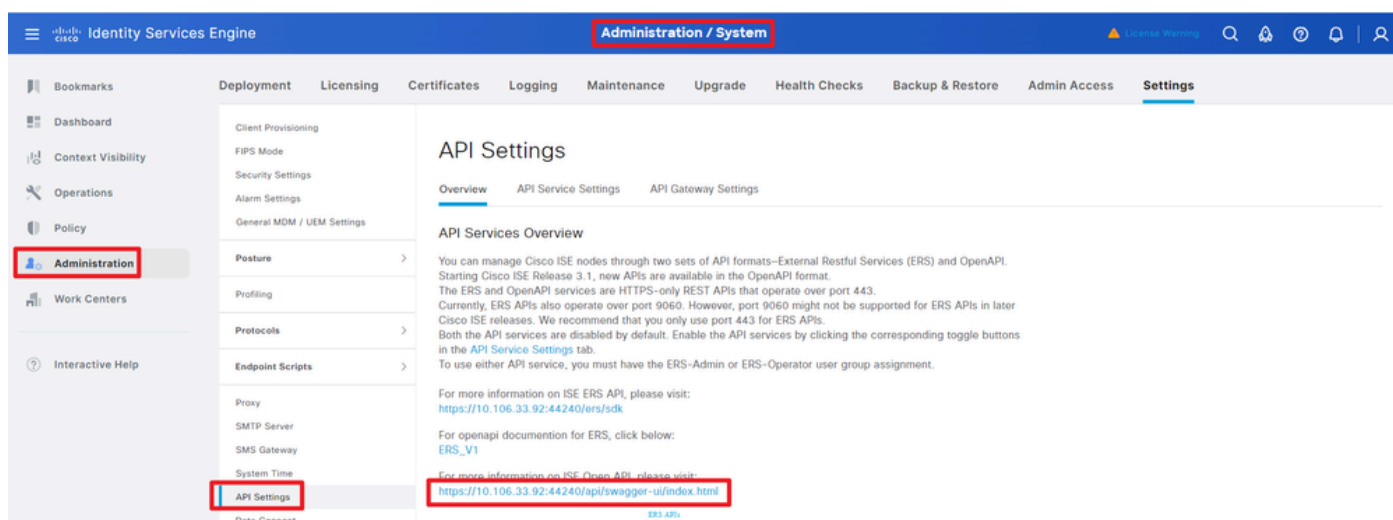 cisco Identity Services Engine
Administration / System
License Warning
Bookmarks
Dashboard
Context Visibility
Operations
Policy
Administration
Work Centers
Interactive Help
Deployment Licensing Certificates Logging Maintenance Upgrade Health Checks Backup & Restore Admin Access Settings
Client Provisioning
FIPS Mode
Security Settings
Alarm Settings
General MDM / UEM Settings
Posture
Profiling
Protocols
Endpoint Scripts
Proxy
SMTP Server
SMS Gateway
System Time
API Settings
Data Connect
API Settings
Overview API Service Settings API Gateway Settings
API Services Overview
You can manage Cisco ISE nodes through two sets of API formats–External Restful Services (ERS) and OpenAPI.
Starting Cisco ISE Release 3.1, new APIs are available in the OpenAPI format.
The ERS and OpenAPI services are HTTPS-only REST APIs that operate over port 443.
Currently, ERS APIs also operate over port 9060. However, port 9060 might not be supported for ERS APIs in later
Cisco ISE releases. We recommend that you only use port 443 for ERS APIs.
Both the API services are disabled by default. Enable the API services by clicking the corresponding toggle buttons
in the API Service Settings tab.
To use either API service, you must have the ERS-Admin or ERS-Operator user group assignment.
For more information on ISE ERS API, please visit:
https://10.106.33.92:44240/ers/sdk
For openapi documention for ERS, click below:
ERS_V1
For more information on ISE Open API, please visit:
https://10.106.33.92:44240/api/swagger-ui/index.html
ERS APIs